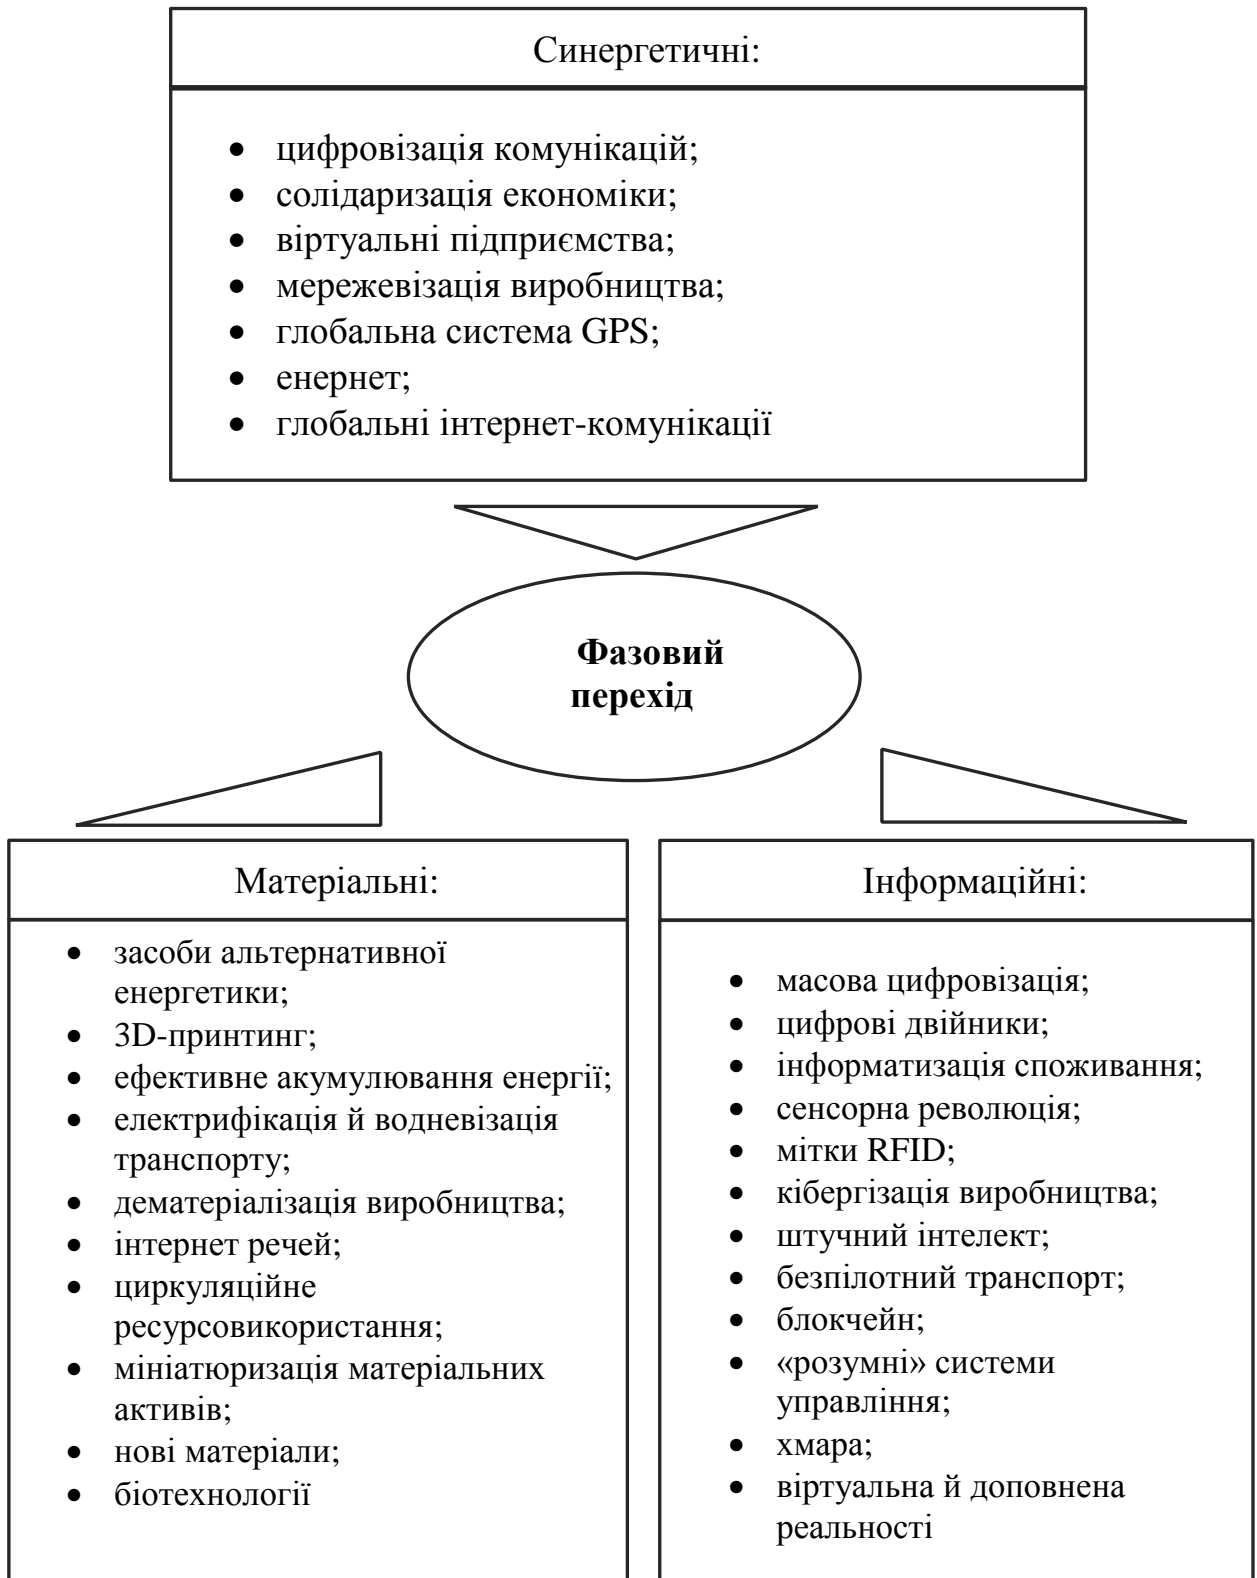 Синергетичні:
• цифровізація комунікацій;
• солідаризація економіки;
• віртуальні підприємства;
• мережевізація виробництва;
• глобальна система GPS;
• енернет;
• глобальні інтернет-комунікації
Фазовий
перехід
Матеріальні:
• засоби альтернативної
енергетики;
• 3D-принтинг;
• ефективне акумулювання енергії;
• електрифікація й водневізація
транспорту;
• дематеріалізація виробництва;
• інтернет речей;
• циркуляційне
ресурсовикористання;
• мініатюризація матеріальних
активів;
• нові матеріали;
• біотехнології
Інформаційні:
• масова цифровізація;
• цифрові двійники;
• інформатизація споживання;
• сенсорна революція;
• мітки RFID;
• кібергізація виробництва;
• штучний інтелект;
• безпілотний транспорт;
• блокчейн;
• «розумні» системи
управління;
• хмара;
• віртуальна й доповнена
реальності